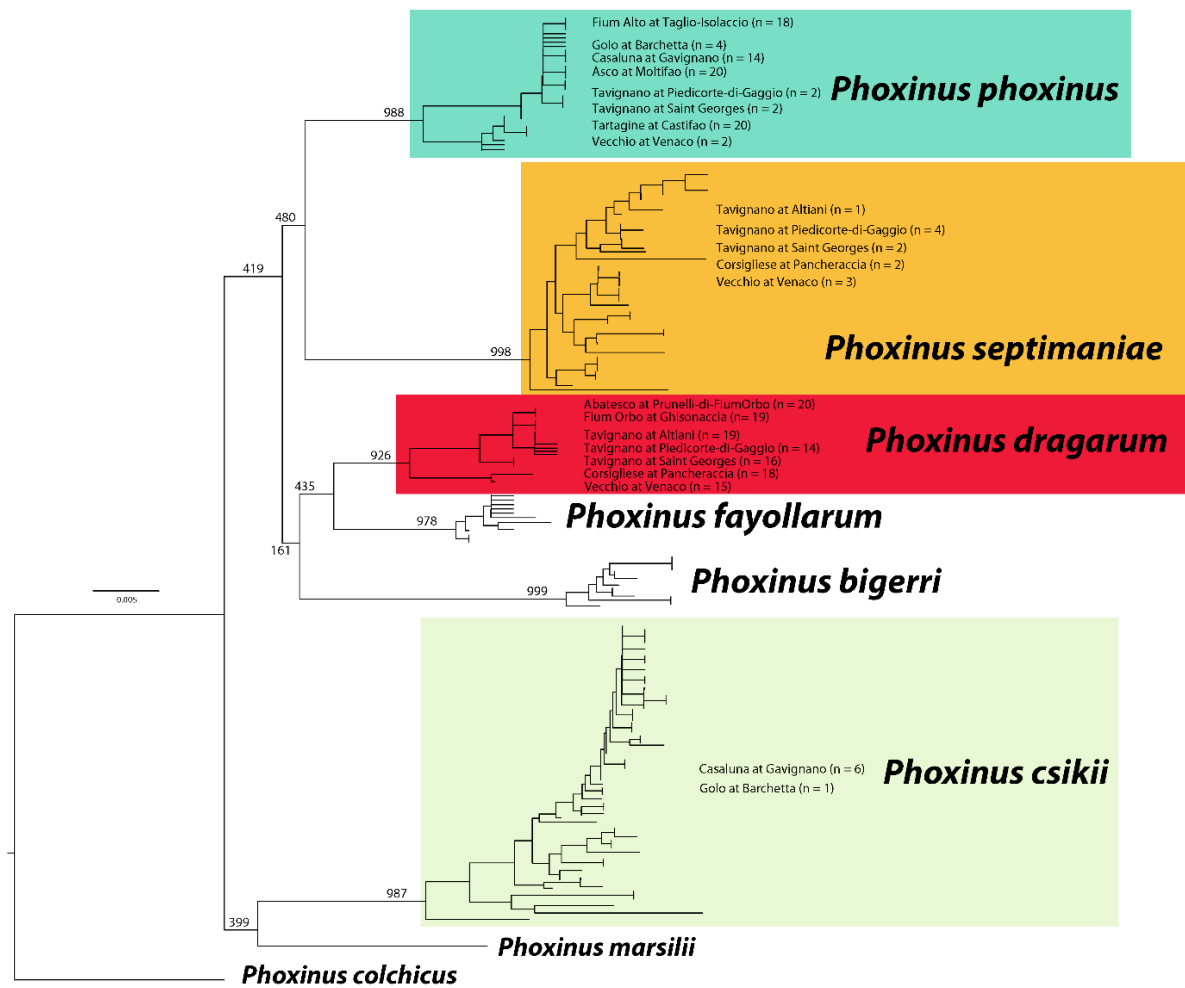 Fium Alto at Taglio-Isolaccio (n = 18)
Golo at Barchetta (n = 4)
Casaluna at Gavignano (n = 14)
Asco at Moltifao (n = 20)
Tavignano at Piedicorte-di-Gaggio (n = 2)
Tavignano at Saint Georges (n = 2)
Tartagine at Castifao (n = 20)
Vecchio at Venaco (n = 2)
Phoxinus phoxinus
988
480
419
Tavignano at Altiani (n = 1)
Tavignano at Piedicorte-di-Gaggio (n = 4)
Tavignano at Saint Georges (n = 2)
Corsigliese at Pancheraccia (n = 2)
Vecchio at Venaco (n = 3)
Phoxinus septimaniae
998
Abatesco at Prunelli-di-FiumOrbo (n = 20)
Fium Orbo at Ghisonaccia (n = 19)
Tavignano at Altiani (n = 19)
Tavignano at Piedicorte-di-Gaggio (n = 14)
Tavignano at Saint Georges (n = 16)
Corsigliese at Pancheraccia (n = 18)
Vecchio at Venaco (n = 15)
Phoxinus dragarum
926
435
978
Phoxinus fayollarum
161
999
Phoxinus bigerri
0.005
Casaluna at Gavignano (n = 6)
Golo at Barchetta (n = 1)
Phoxinus csikii
987
399
Phoxinus marsilii
Phoxinus colchicus